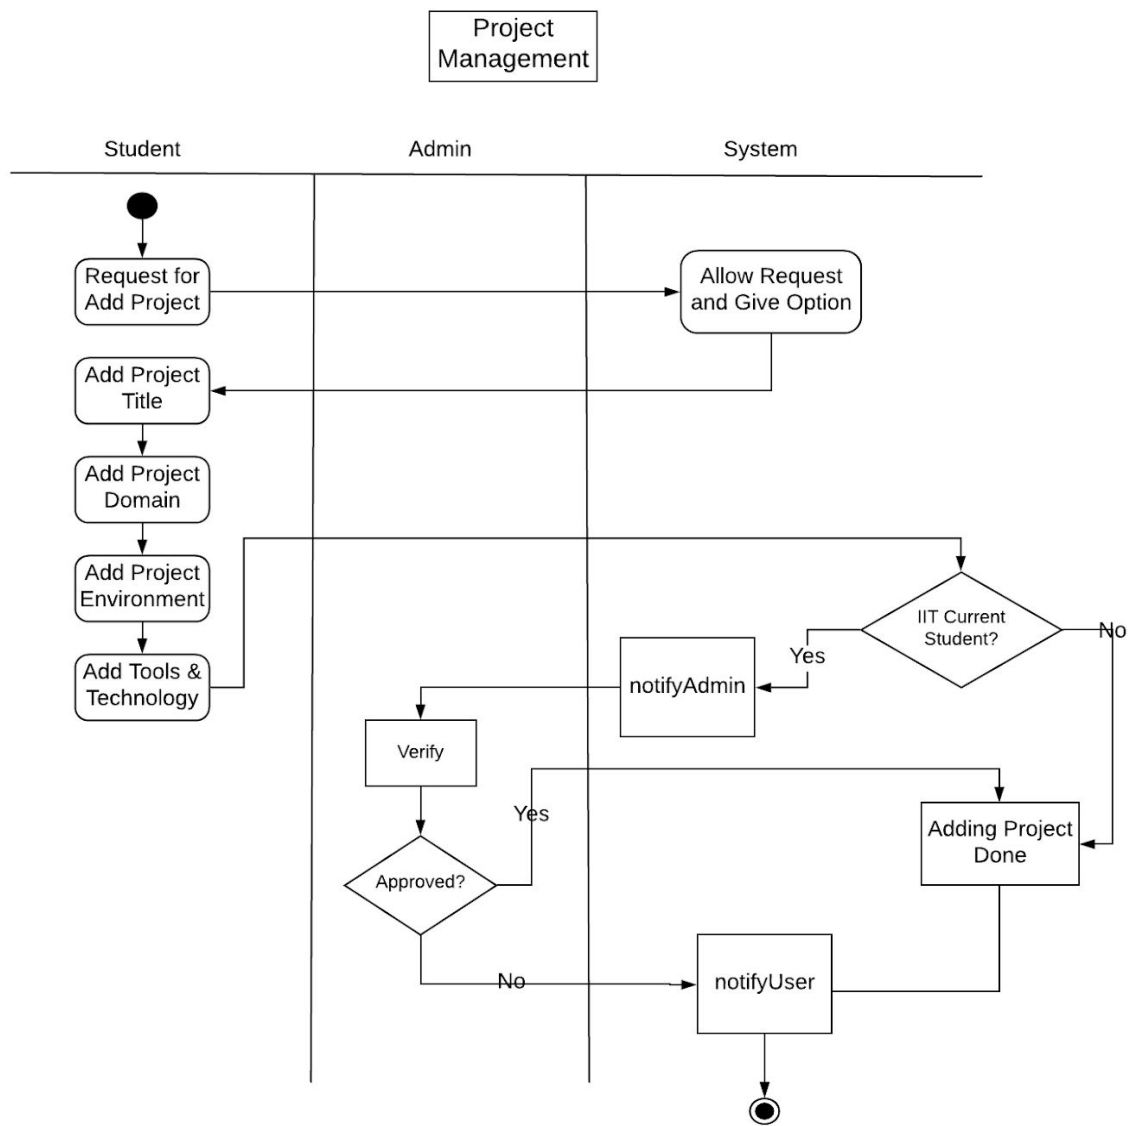 Project
Management
Student
Admin
System
Request for
Add Project
Allow Request
and Give Option
Add Project
Title
Add Project
Domain
Add Project
Environment
Add Tools &
Technology
IIT Current
Student?
No
Yes
notifyAdmin
Verify
Yes
Approved?
Adding Project
Done
No
notifyUser